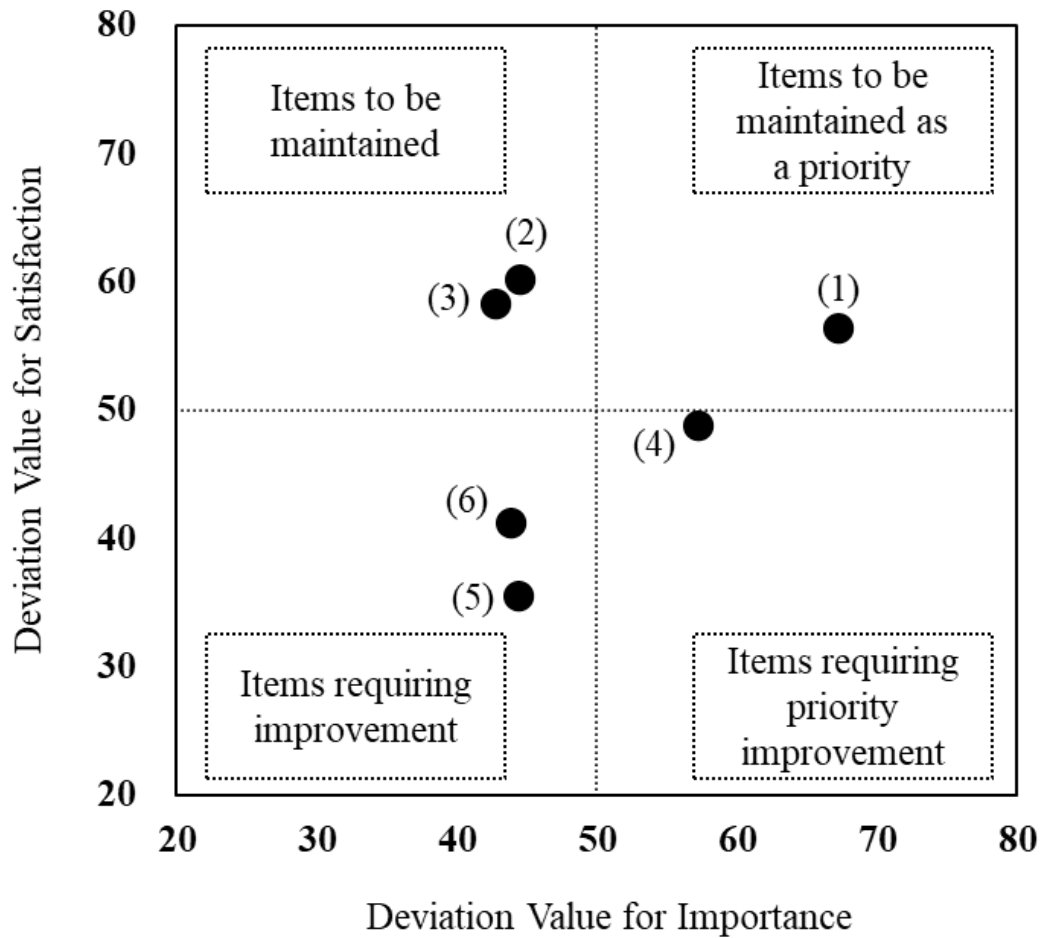 80
70
60
50
40
30
20
Deviation Value for Satisfaction
Items to be
maintained
Items to be
maintained as
a priority
(2)
(3)
(1)
(4)
(6)
(5)
Items requiring
improvement
Items requiring
priority
improvement
20 30 40 50 60 70 80
Deviation Value for Importance